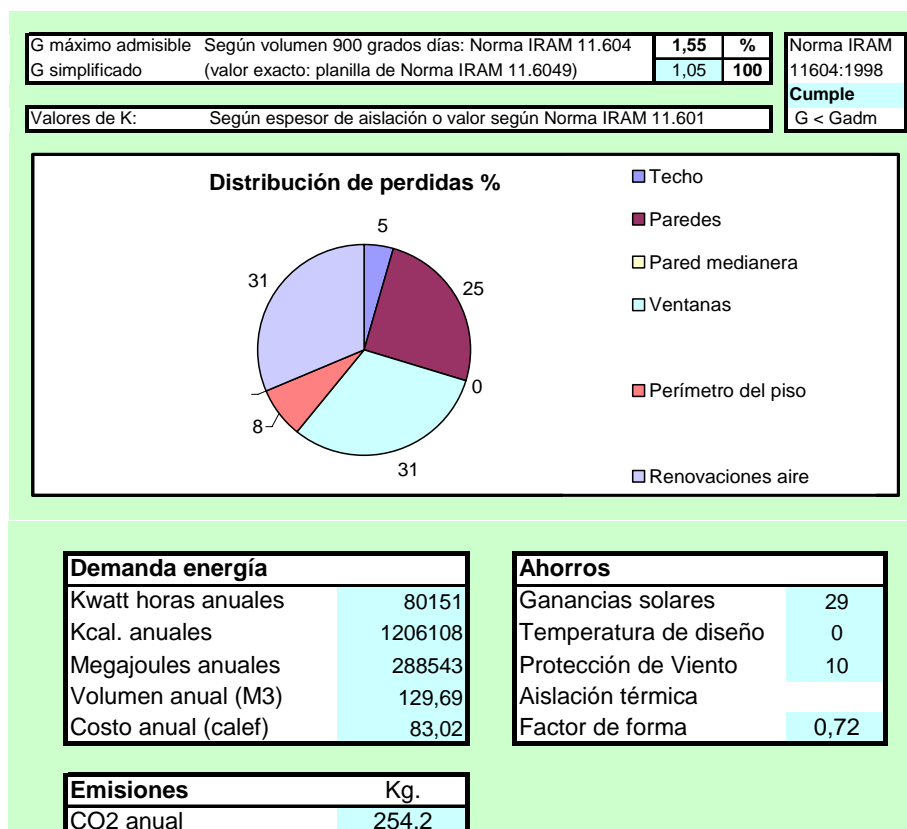 G máximo admisible Según volumen 900 grados días: Norma IRAM 11.604 1,55 % Norma IRAM
G simplificado (valor exacto: planilla de Norma IRAM 11.6049) 1,05 100 11604:1998
Cumple
Valores de K: Según espesor de aislación o valor según Norma IRAM 11.601 G < Gadm
Distribución de perdidas %
Techo
Paredes
Pared medianera
Ventanas
Perímetro del piso
Renovaciones aire
5
25
0
31
8
31
Demanda energía
Kwatt horas anuales 80151
Kcal. anuales 1206108
Megajoules anuales 288543
Volumen anual (M3) 129,69
Costo anual (calef) 83,02
Ahorros
Ganancias solares 29
Temperatura de diseño 0
Protección de Viento 10
Aislación térmica
Factor de forma 0,72
Emisiones Kg.
CO2 anual 254.2